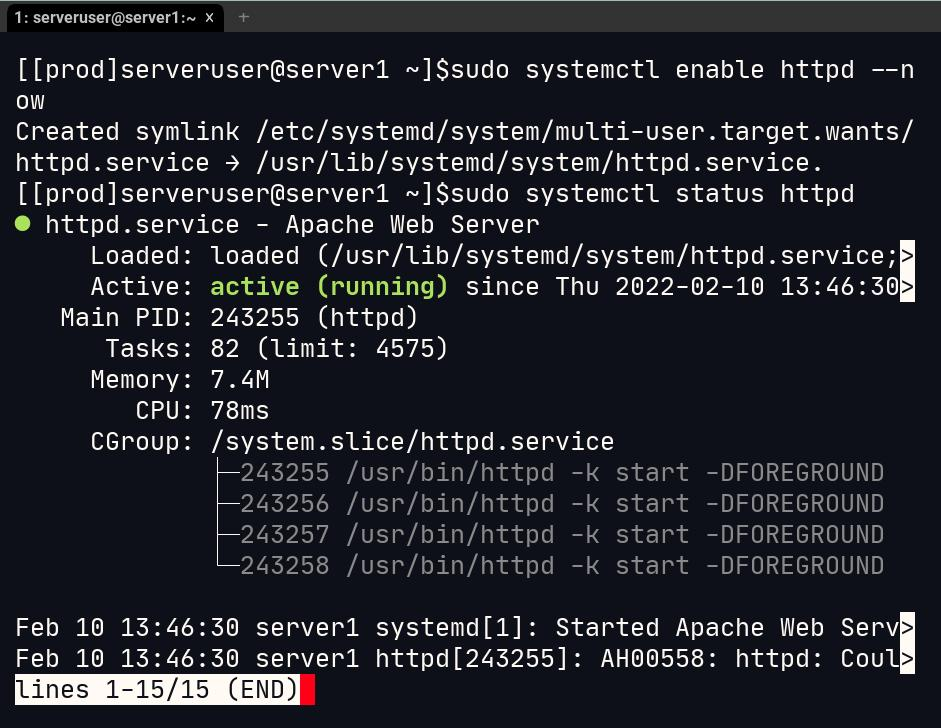 1: serveruser@server1:~ x +
[[prod]serveruser@server1 ~]$sudo systemctl enable httpd --n
ow
Created symlink /etc/systemd/system/multi-user.target.wants/
httpd.service → /usr/lib/systemd/system/httpd.service.
[[prod]serveruser@server1 ~]$sudo systemctl status httpd
● httpd.service - Apache Web Server
Loaded: loaded (/usr/lib/systemd/system/httpd.service;>
Active: active (running) since Thu 2022-02-10 13:46:30>
Main PID: 243255 (httpd)
Tasks: 82 (limit: 4575)
Memory: 7.4M
CPU: 78ms
CGroup: /system.slice/httpd.service
├─243255 /usr/bin/httpd -k start -DFOREGROUND
├─243256 /usr/bin/httpd -k start -DFOREGROUND
├─243257 /usr/bin/httpd -k start -DFOREGROUND
└─243258 /usr/bin/httpd -k start -DFOREGROUND
Feb 10 13:46:30 server1 systemd[1]: Started Apache Web Serv>
Feb 10 13:46:30 server1 httpd[243255]: AH00558: httpd: Coul>
lines 1-15/15 (END)